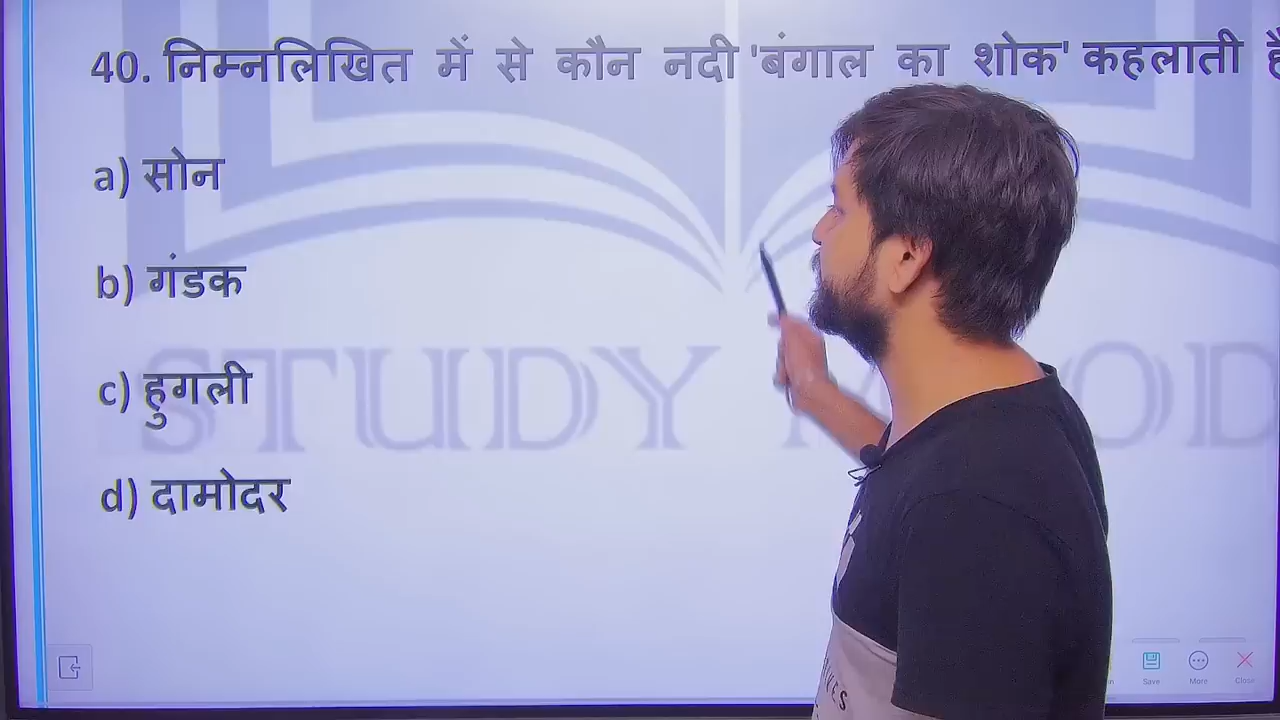 40. निम्नलिखित में से कौन नदी 'बंगाल का शोक' कहलाती है
a) सोन
b) गंडक
STUDY
c) हुगली
d) दामोदर
Save
More
Close